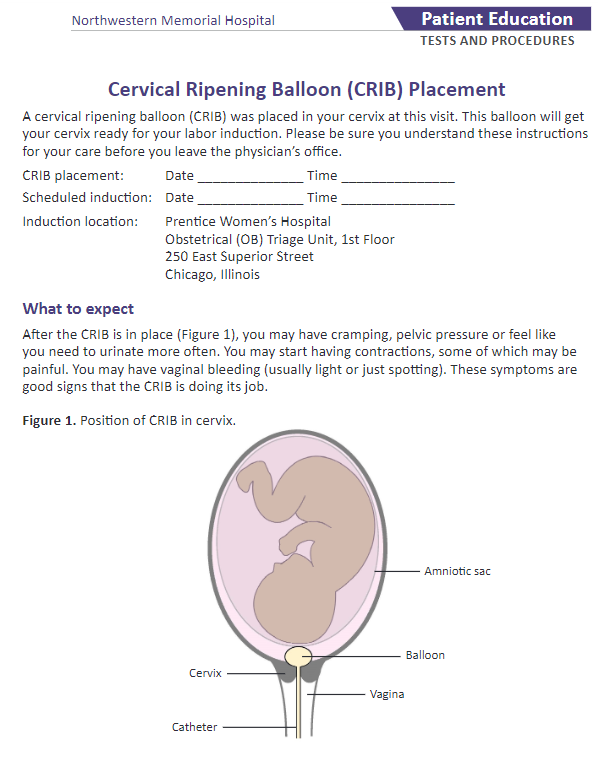 Northwestern Memorial Hospital
Patient Education
TESTS AND PROCEDURES
Cervical Ripening Balloon (CRIB) Placement
A cervical ripening balloon (CRIB) was placed in your cervix at this visit. This balloon will get
your cervix ready for your labor induction. Please be sure you understand these instructions
for your care before you leave the physician's office.
CRIB placement: Date ______________ Time _______________
Scheduled induction: Date ______________ Time _______________
Induction location: Prentice Women's Hospital
Obstetrical (OB) Triage Unit, 1st Floor
250 East Superior Street
Chicago, Illinois
What to expect
After the CRIB is in place (Figure 1), you may have cramping, pelvic pressure or feel like
you need to urinate more often. You may start having contractions, some of which may be
painful. You may have vaginal bleeding (usually light or just spotting). These symptoms are
good signs that the CRIB is doing its job.
Figure 1. Position of CRIB in cervix.
Amniotic sac
Balloon
Cervix
Vagina
Catheter